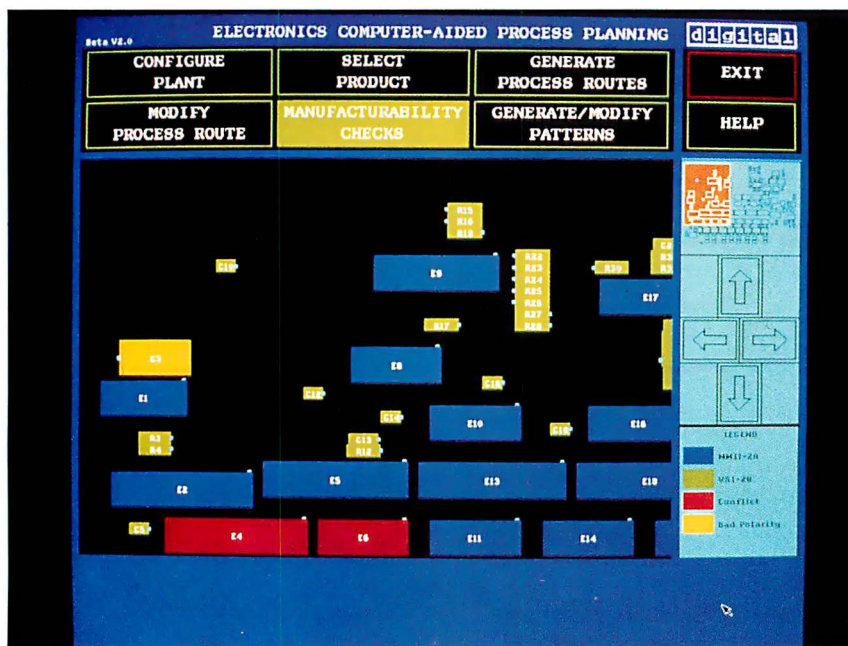 Beta V2.0
ELECTRONICS COMPUTER-AIDED PROCESS PLANNING
digital
CONFIGURE PLANT
SELECT PRODUCT
GENERATE PROCESS ROUTES
EXIT
MODIFY PROCESS ROUTE
MANUFACTURABILITY CHECKS
GENERATE/MODIFY PATTERNS
HELP
R15
R16
R18
E9
R22
R23
R24
R25
R26
R27
R28
R39
E17
R17
E3
E8
E1
E10
E16
R3
R4
C13
R12
E2
E5
E13
E18
E4
E6
E11
E14
LEGEND
Conflict
Bad Polarity